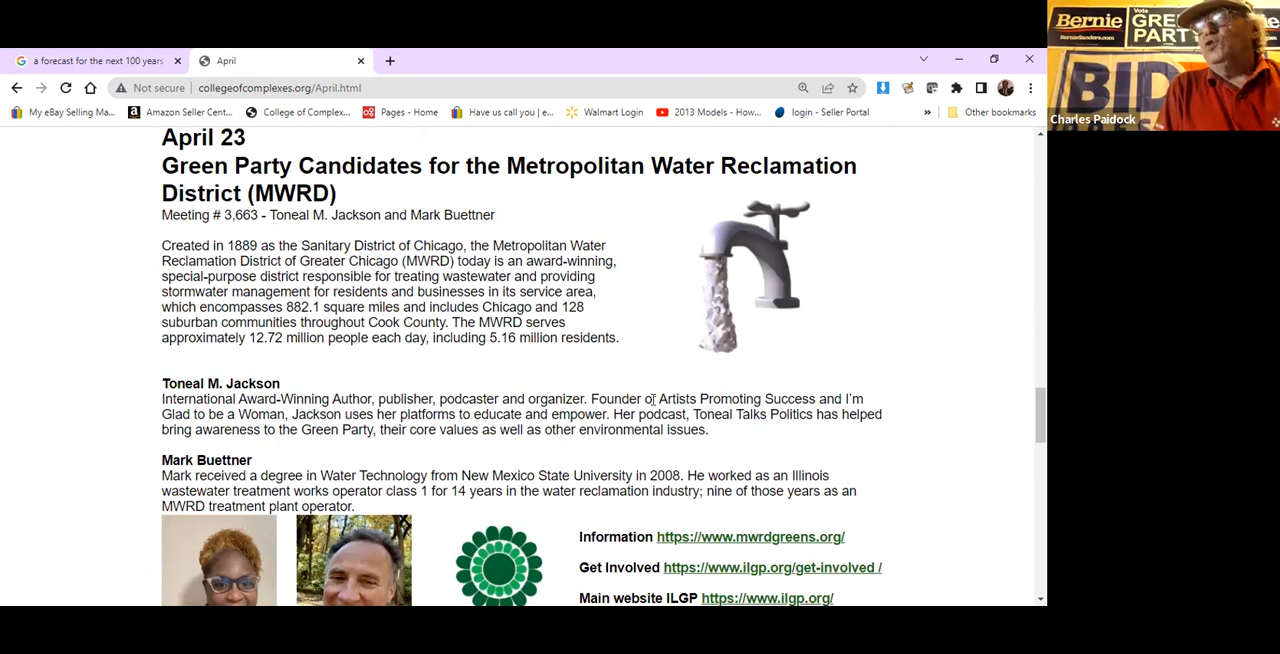 a forecast for the next 100 years
April
Not secure
collegeofcomplexes.org/April.html
My eBay Selling Ma...
Amazon Seller Cent...
College of Complex...
Pages - Home
Have us call you | e...
Walmart Login
2013 Models - How...
login - Seller Portal
Other bookmarks
Bernie
BernieSanders.com
Vote
GREE
PARTY
ie
BID
Charles Paidock
April 23
Green Party Candidates for the Metropolitan Water Reclamation
District (MWRD)
Meeting # 3,663 - Toneal M. Jackson and Mark Buettner
Created in 1889 as the Sanitary District of Chicago, the Metropolitan Water
Reclamation District of Greater Chicago (MWRD) today is an award-winning,
special-purpose district responsible for treating wastewater and providing
stormwater management for residents and businesses in its service area,
which encompasses 882.1 square miles and includes Chicago and 128
suburban communities throughout Cook County. The MWRD serves
approximately 12.72 million people each day, including 5.16 million residents.
Toneal M. Jackson
International Award-Winning Author, publisher, podcaster and organizer. Founder of Artists Promoting Success and I'm
Glad to be a Woman, Jackson uses her platforms to educate and empower. Her podcast, Toneal Talks Politics has helped
bring awareness to the Green Party, their core values as well as other environmental issues.
Mark Buettner
Mark received a degree in Water Technology from New Mexico State University in 2008. He worked as an Illinois
wastewater treatment works operator class 1 for 14 years in the water reclamation industry; nine of those years as an
MWRD treatment plant operator.
Information https://www.mwrdgreens.org/
Get Involved https://www.ilgp.org/get-involved /
Main website ILGP https://www.ilgp.org/